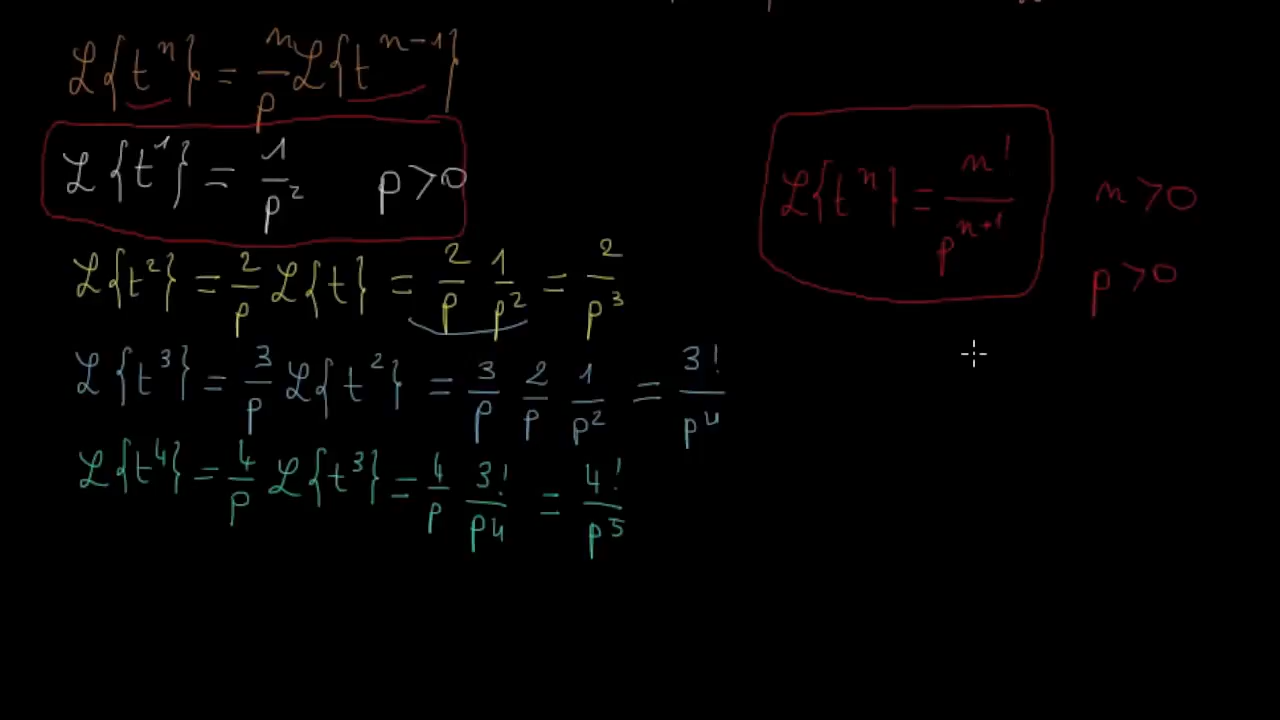 ℒ{tⁿ} = n/p ℒ{tⁿ⁻¹}
ℒ{t¹} = 1/p² p > 0
ℒ{t²} = 2/p ℒ{t} = 2/p 1/p² = 2/p³
ℒ{t³} = 3/p ℒ{t²} = 3/p 2/p 1/p² = 3!/p⁴
ℒ{t⁴} = 4/p ℒ{t³} = 4/p 3!/p⁴ = 4!/p⁵
ℒ{tⁿ} = n!/pⁿ⁺¹ n > 0
p > 0